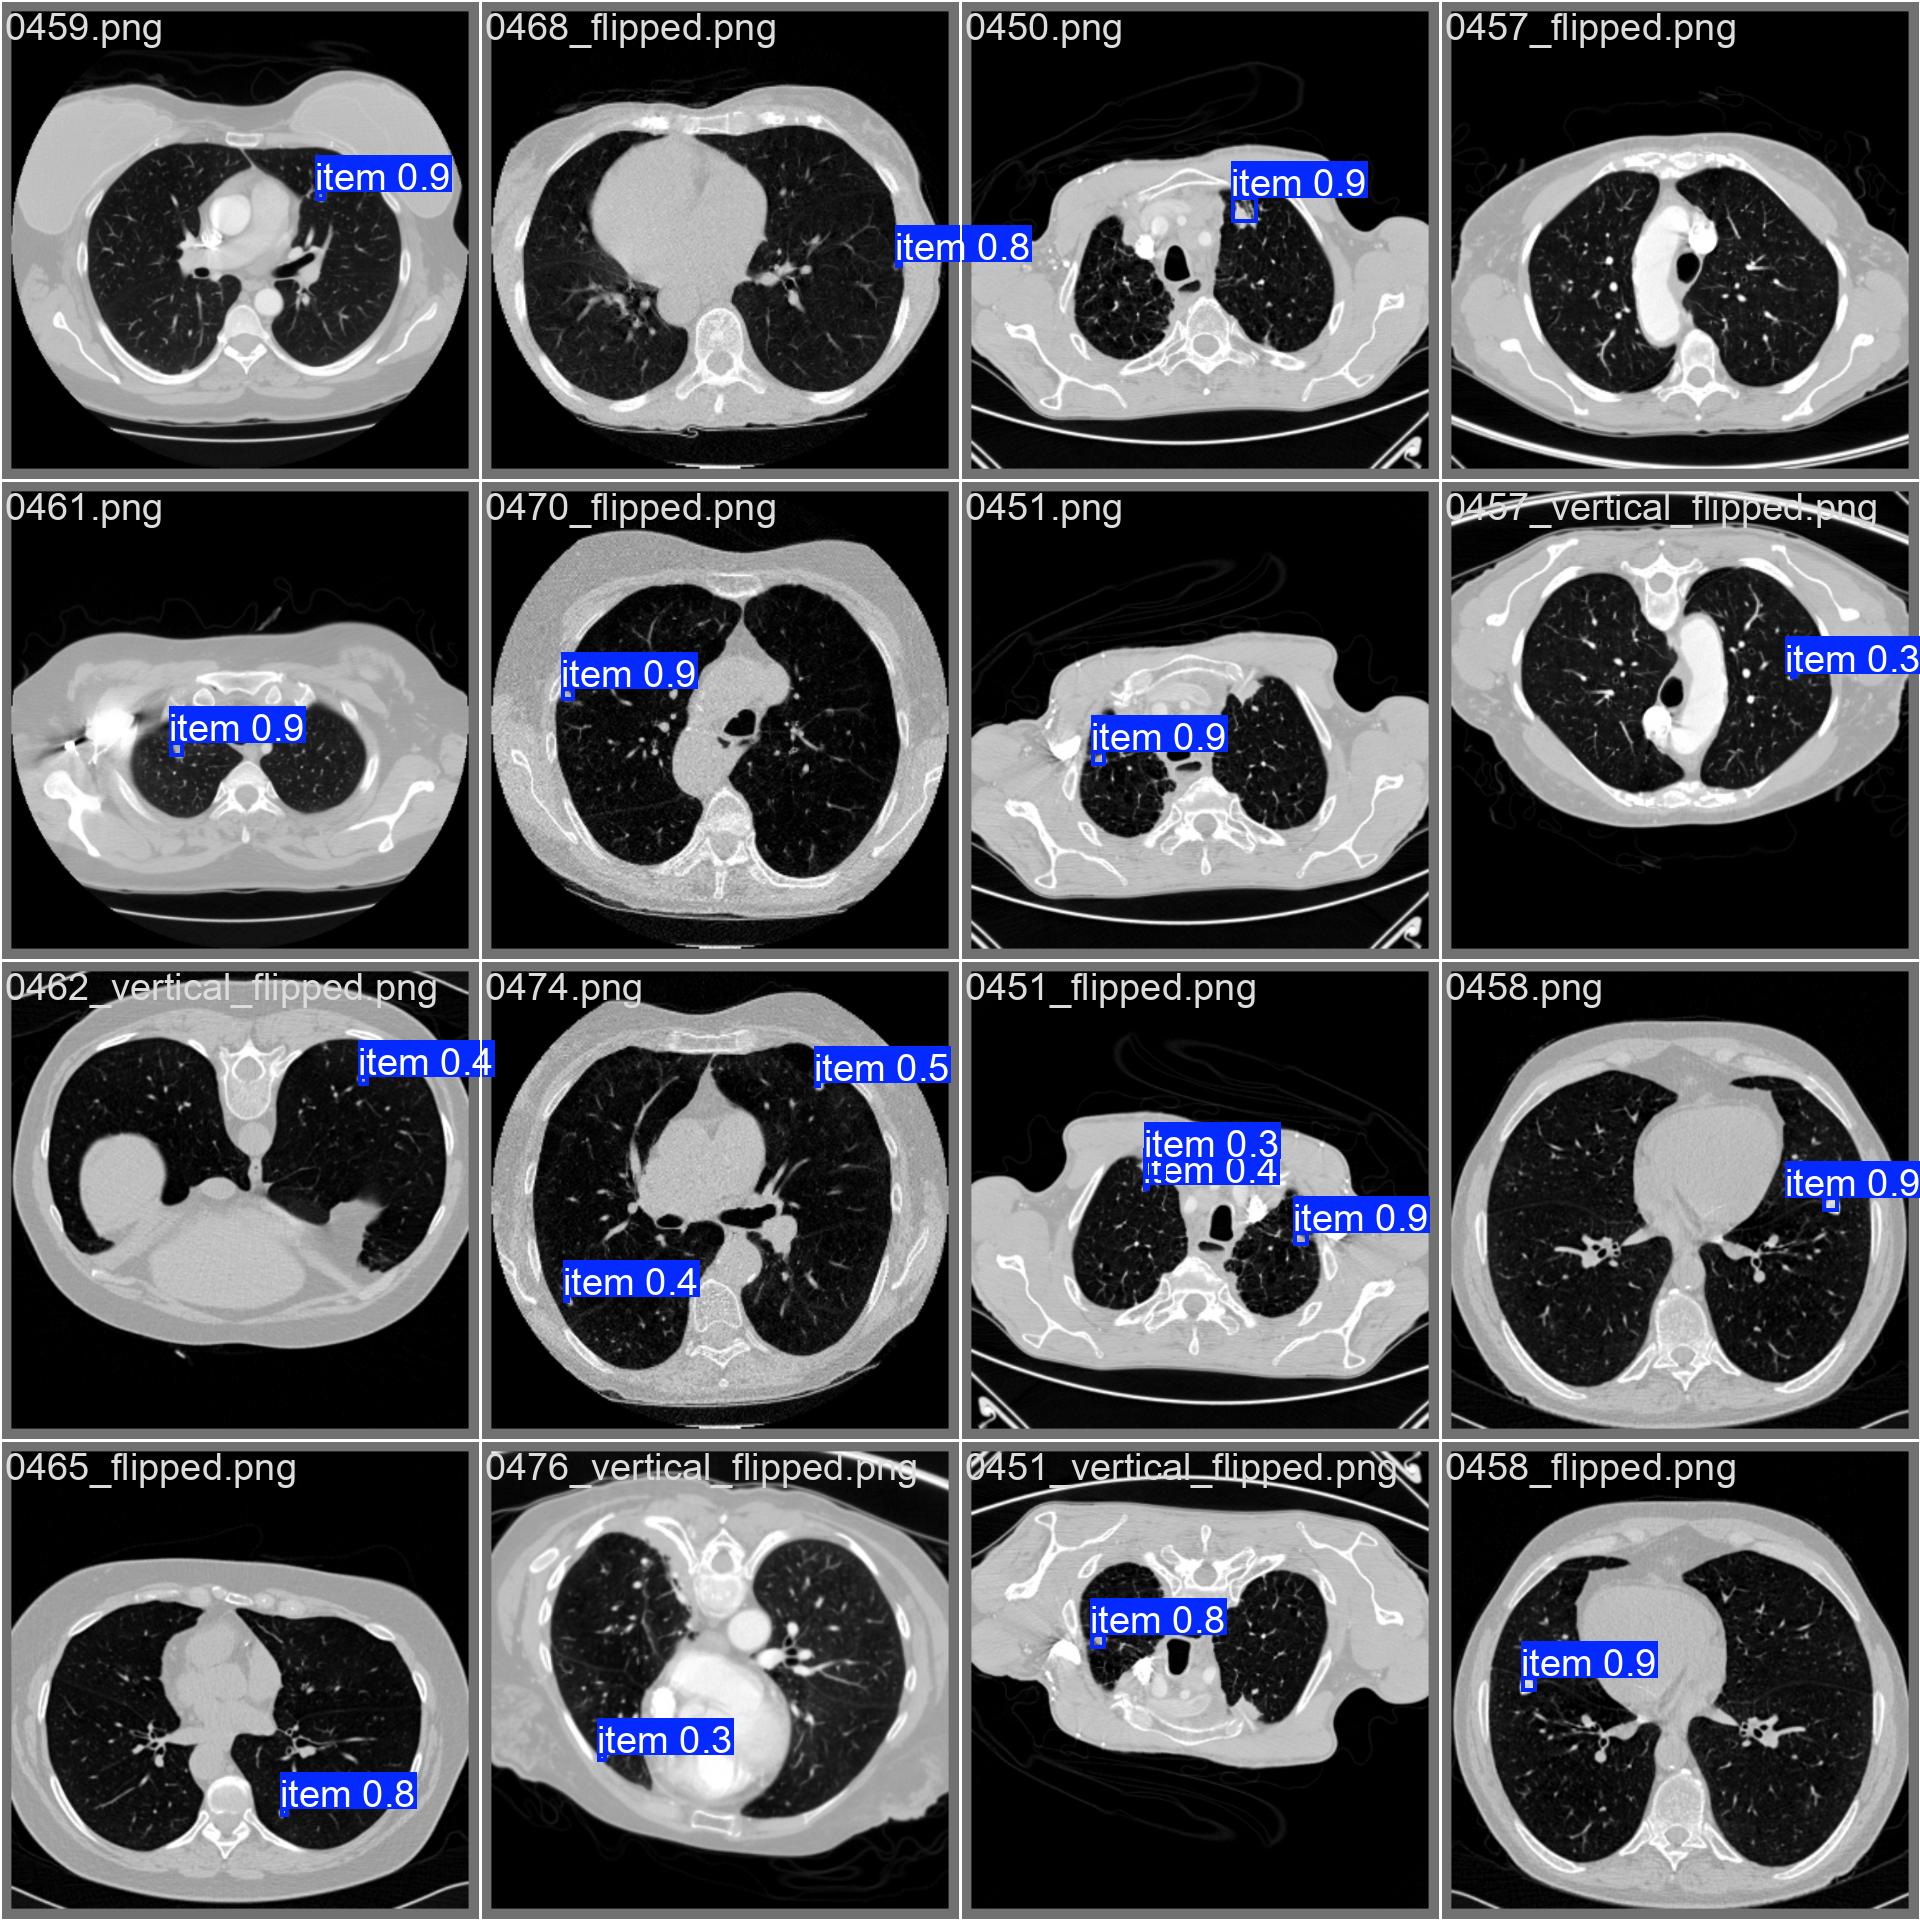 0459.png
item 0.9
0468_flipped.png
item 0.8
0450.png
item 0.9
0457_flipped.png
0461.png
item 0.9
0470_flipped.png
item 0.9
0451.png
item 0.9
0457_vertical_flipped.png
item 0.3
0462_vertical_flipped.png
item 0.4
0474.png
item 0.5
item 0.4
0451_flipped.png
item 0.3
item 0.4
item 0.9
0458.png
item 0.9
0465_flipped.png
item 0.8
0476_vertical_flipped.png
item 0.3
0451_vertical_flipped.png
item 0.8
0458_flipped.png
item 0.9